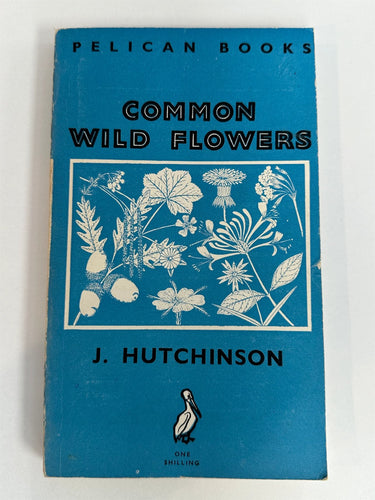 PELICAN BOOKS
COMMON
WILD FLOWERS
J. HUTCHINSON
ONE
SHILLING